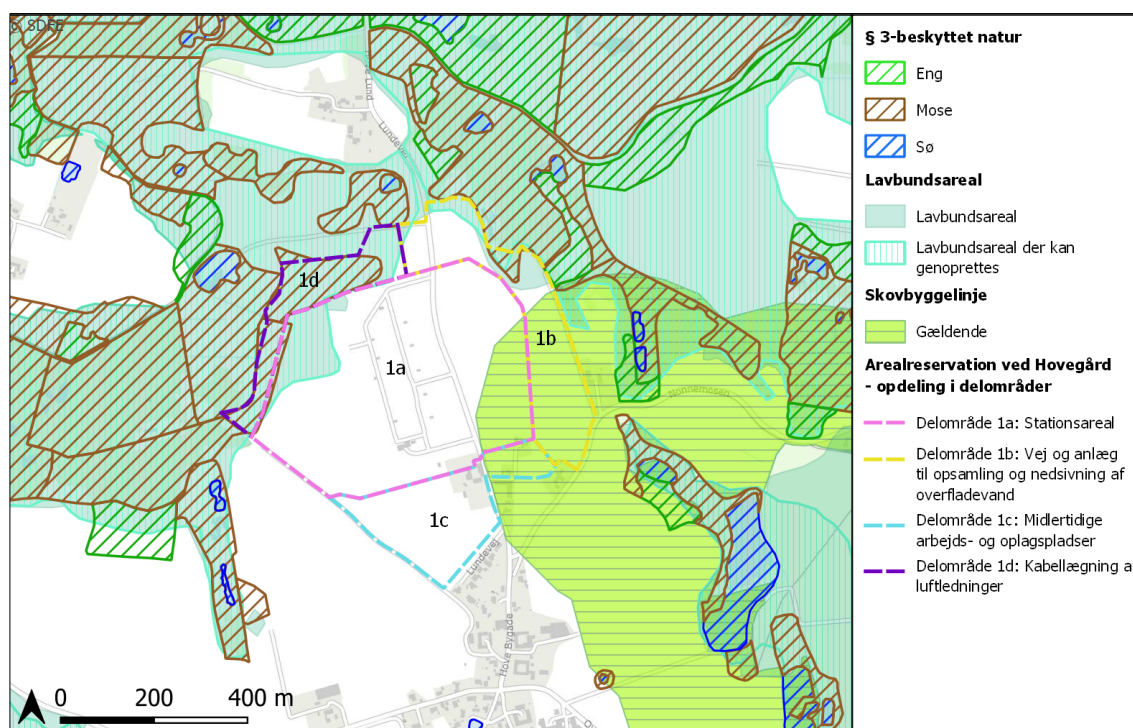 © SDFE
Lundevej
1d
1b
1a
Nonnemosen
1c
Lundevej
Hove Bygade
0 200 400 m
§ 3-beskyttet natur
Eng
Mose
Sø
Lavbundsareal
Lavbundsareal
Lavbundsareal der kan
genoprettes
Skovbyggelinje
Gældende
Arealreservation ved Hovegård
- opdeling i delområder
Delområde 1a: Stationsareal
Delområde 1b: Vej og anlæg
til opsamling og nedsivning af
overfladevand
Delområde 1c: Midlertidige
arbejds- og oplagspladser
Delområde 1d: Kabellægning a
luftledninger